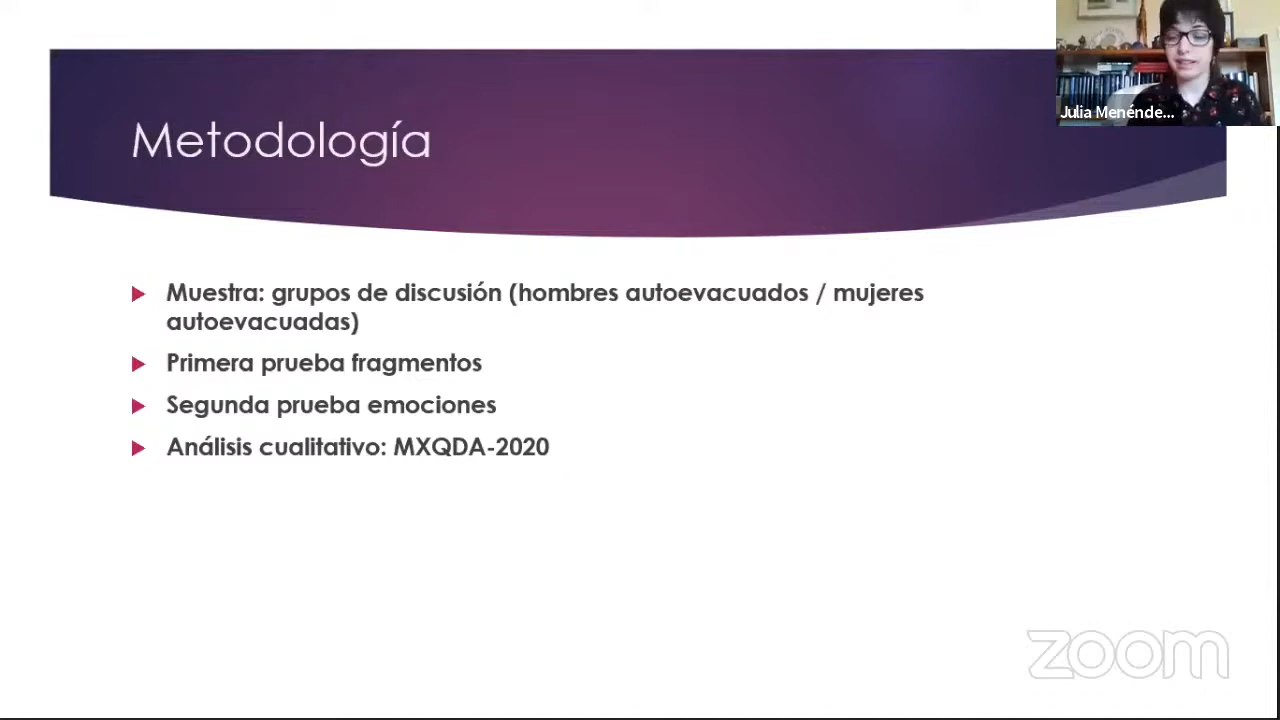 Julia Menénde...
Metodología
Muestra: grupos de discusión (hombres autoevacuados / mujeres
autoevacuadas)
Primera prueba fragmentos
Segunda prueba emociones
Análisis cualitativo: MXQDA-2020
zoom